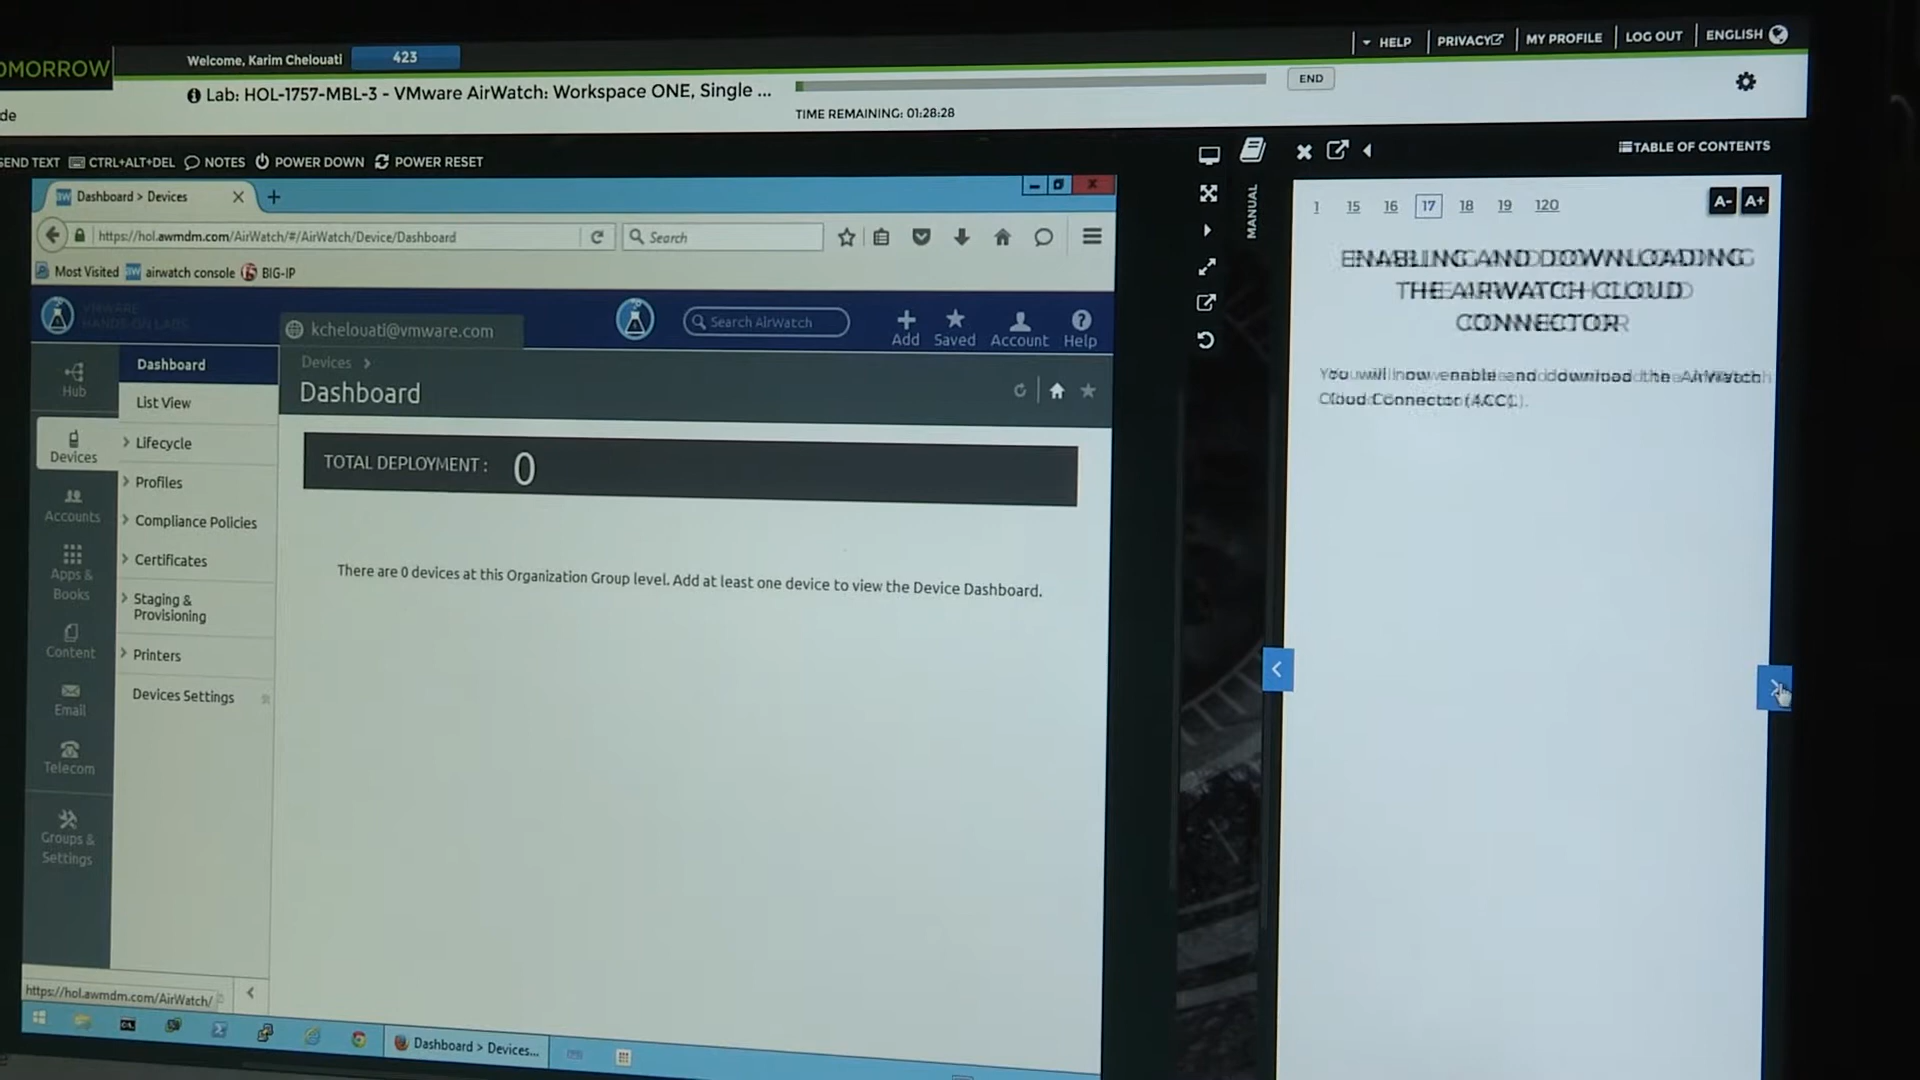 OMORROW
Welcome, Karim Chelouati
423
HELP
PRIVACY
MY PROFILE
LOG OUT
ENGLISH
Lab: HOL-1757-MBL-3 - VMware AirWatch: Workspace ONE, Single ...
END
de
TIME REMAINING: 01:28:28
SEND TEXT
CTRL+ALT+DEL
NOTES
POWER DOWN
POWER RESET
TABLE OF CONTENTS
MANUAL
Dashboard > Devices
https://hol.awmdm.com/AirWatch/#/AirWatch/Device/Dashboard
Search
Most Visited
airwatch console
BIG-IP
VMWARE
HANDS-ON LABS
kchelouati@vmware.com
Search AirWatch
Add
Saved
Account
Help
Hub
Devices
Accounts
Apps &
Books
Content
Email
Telecom
Groups &
Settings
Dashboard
List View
Lifecycle
Profiles
Compliance Policies
Certificates
Staging &
Provisioning
Printers
Devices Settings
Devices
Dashboard
TOTAL DEPLOYMENT : 0
There are 0 devices at this Organization Group level. Add at least one device to view the Device Dashboard.
https://hol.awmdm.com/AirWatch/
Dashboard > Devices...
1 15 16 17 18 19 120
A- A+
ENABLING AND DOWNLOADING
THE AIRWATCH CLOUD
CONNECTOR
You will now enable and download the AirWatch
Cloud Connector (ACC).